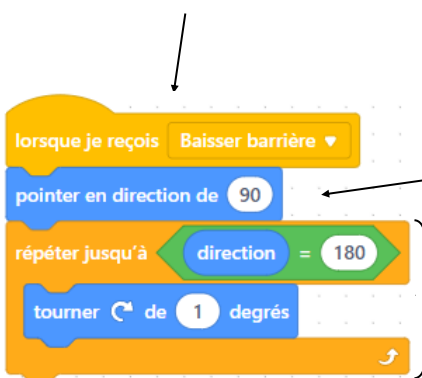 lorsque je reçois Baisser barrière
pointer en direction de 90
répéter jusqu'à direction = 180
tourner de 1 degrés